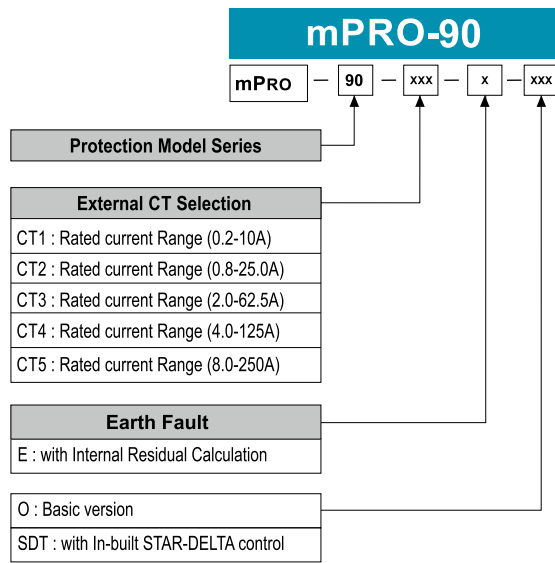 mPRO-90
mPRO – 90 – xxx – x – xxx
Protection Model Series
External CT Selection
CT1 : Rated current Range (0.2-10A)
CT2 : Rated current Range (0.8-25.0A)
CT3 : Rated current Range (2.0-62.5A)
CT4 : Rated current Range (4.0-125A)
CT5 : Rated current Range (8.0-250A)
Earth Fault
E : with Internal Residual Calculation
O : Basic version
SDT : with In-built STAR-DELTA control